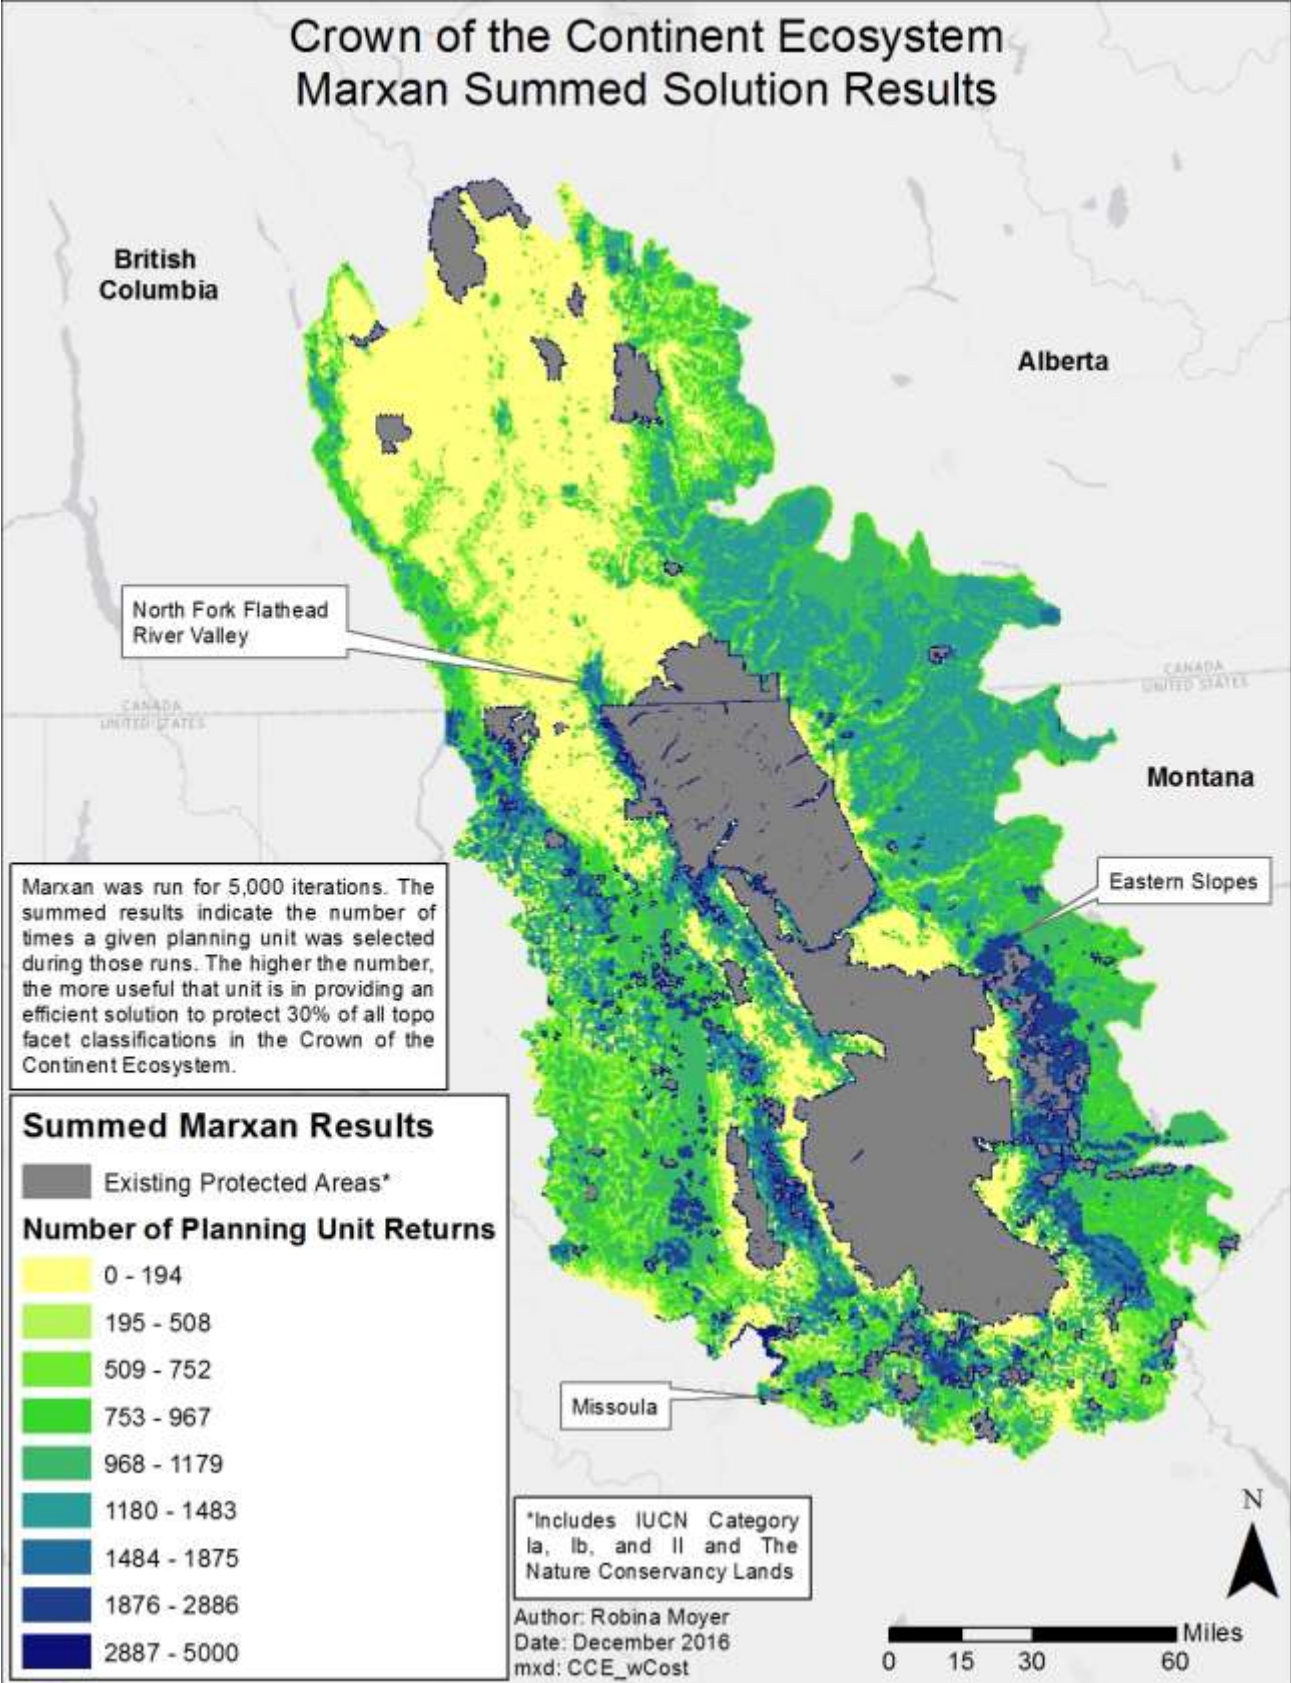 Crown of the Continent Ecosystem
Marxan Summed Solution Results
British
Columbia
Alberta
North Fork Flathead
River Valley
CANADA
UNITED STATES
CANADA
UNITED STATES
Montana
Eastern Slopes
Marxan was run for 5,000 iterations. The
summed results indicate the number of
times a given planning unit was selected
during those runs. The higher the number,
the more useful that unit is in providing an
efficient solution to protect 30% of all topo
facet classifications in the Crown of the
Continent Ecosystem.
Summed Marxan Results
Existing Protected Areas*
Number of Planning Unit Returns
0 - 194
195 - 508
509 - 752
753 - 967
968 - 1179
1180 - 1483
1484 - 1875
1876 - 2886
2887 - 5000
Missoula
*Includes IUCN Category
Ia, Ib, and II and The
Nature Conservancy Lands
Author: Robina Moyer
Date: December 2016
mxd: CCE_wCost
N
Miles
0 15 30 60